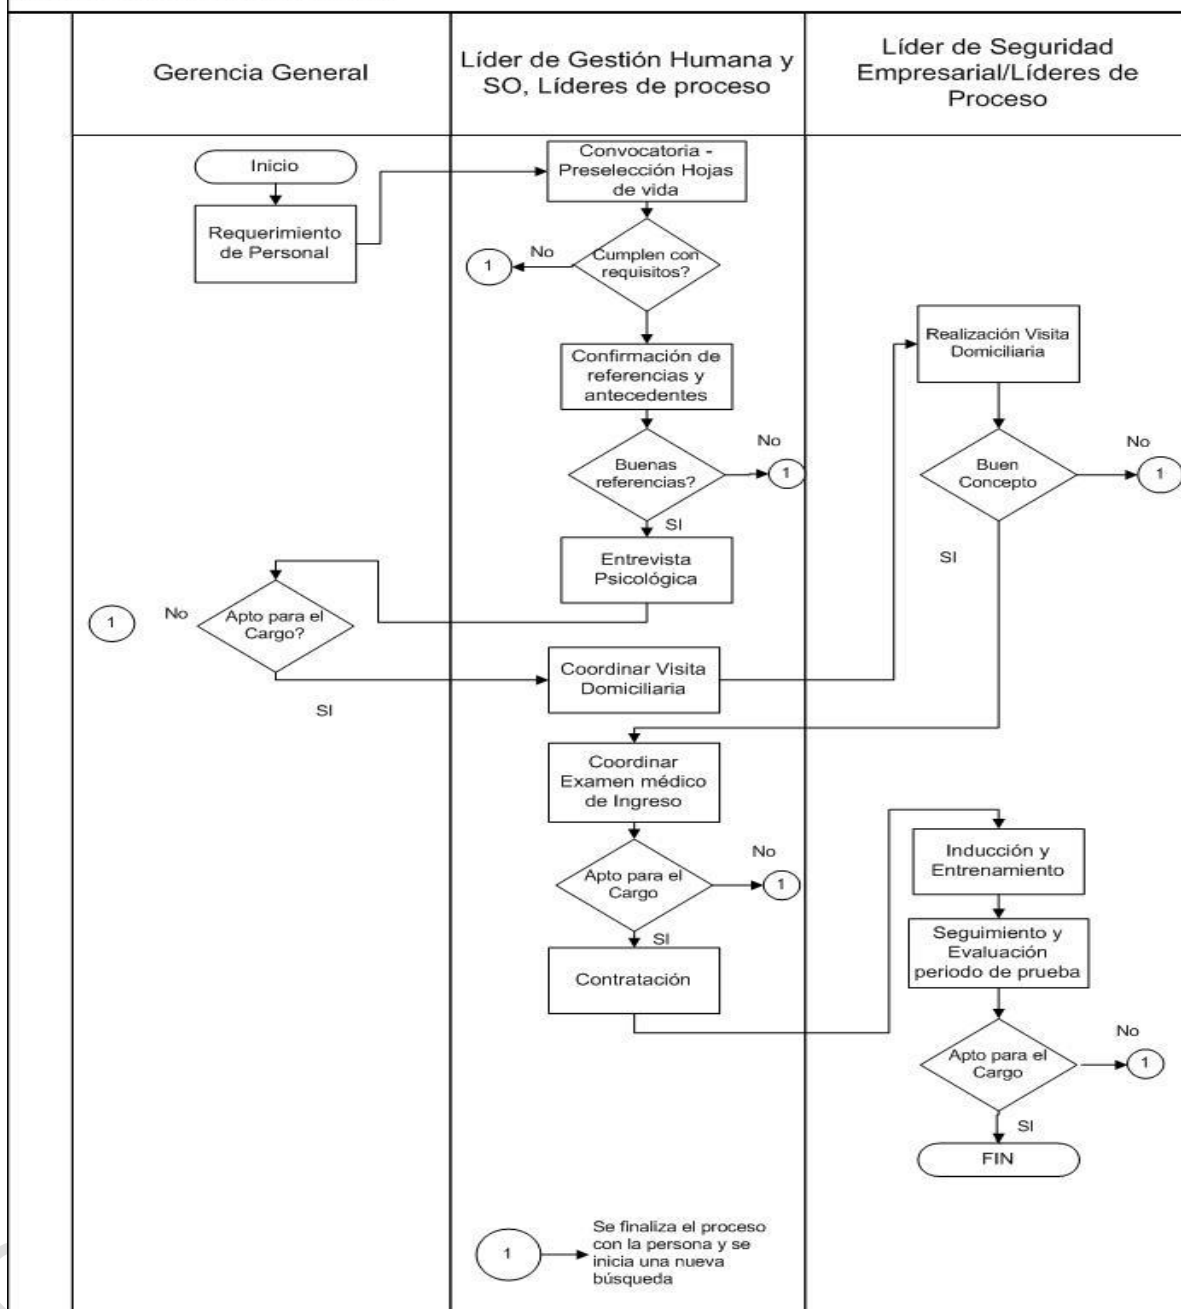 Gerencia General
Líder de Gestión Humana y
SO, Líderes de proceso
Líder de Seguridad
Empresarial/Líderes de
Proceso
Inicio
Requerimiento
de Personal
Convocatoria -
Preselección Hojas
de vida
Cumplen con
requisitos?
No
1
Confirmación de
referencias y
antecedentes
Buenas
referencias?
No
1
SI
Entrevista
Psicológica
Apto para el
Cargo?
No
1
SI
Coordinar Visita
Domiciliaria
Realización Visita
Domiciliaria
Buen
Concepto
No
1
SI
Coordinar
Examen médico
de Ingreso
Apto para el
Cargo
No
1
SI
Contratación
Inducción y
Entrenamiento
Seguimiento y
Evaluación
periodo de prueba
Apto para el
Cargo
No
1
SI
FIN
1
Se finaliza el proceso
con la persona y se
inicia una nueva
búsqueda